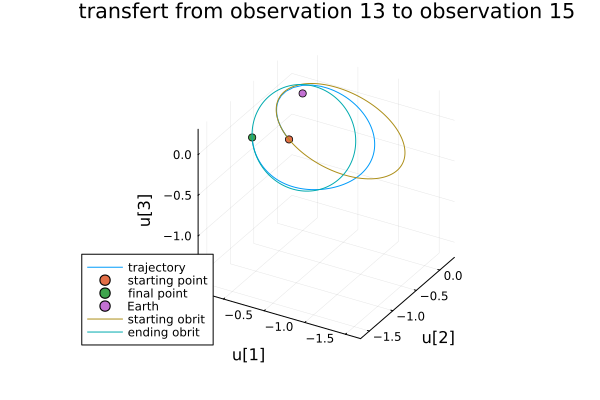 transfert from observation 13 to observation 15
u[3]
0.0
−0.5
−1.0
trajectory
starting point
final point
Earth
starting obrit
ending obrit
−0.5
−1.0
−1.5
u[1]
0.0
−0.5
−1.0
−1.5
u[2]